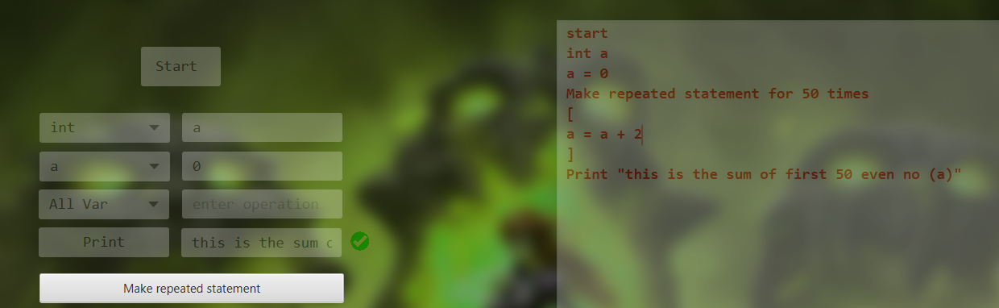 Start
int
a
a
0
All Var
enter operation
Print
this is the sum c
Make repeated statement
start
int a
a = 0
Make repeated statement for 50 times
[
a = a + 2
]
Print "this is the sum of first 50 even no (a)"